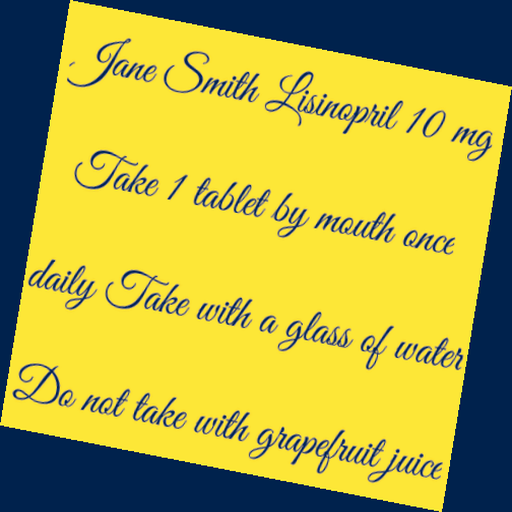 Jane Smith Lisinopril 10 mg
Take 1 tablet by mouth once
daily Take with a glass of water
Do not take with grapefruit juice